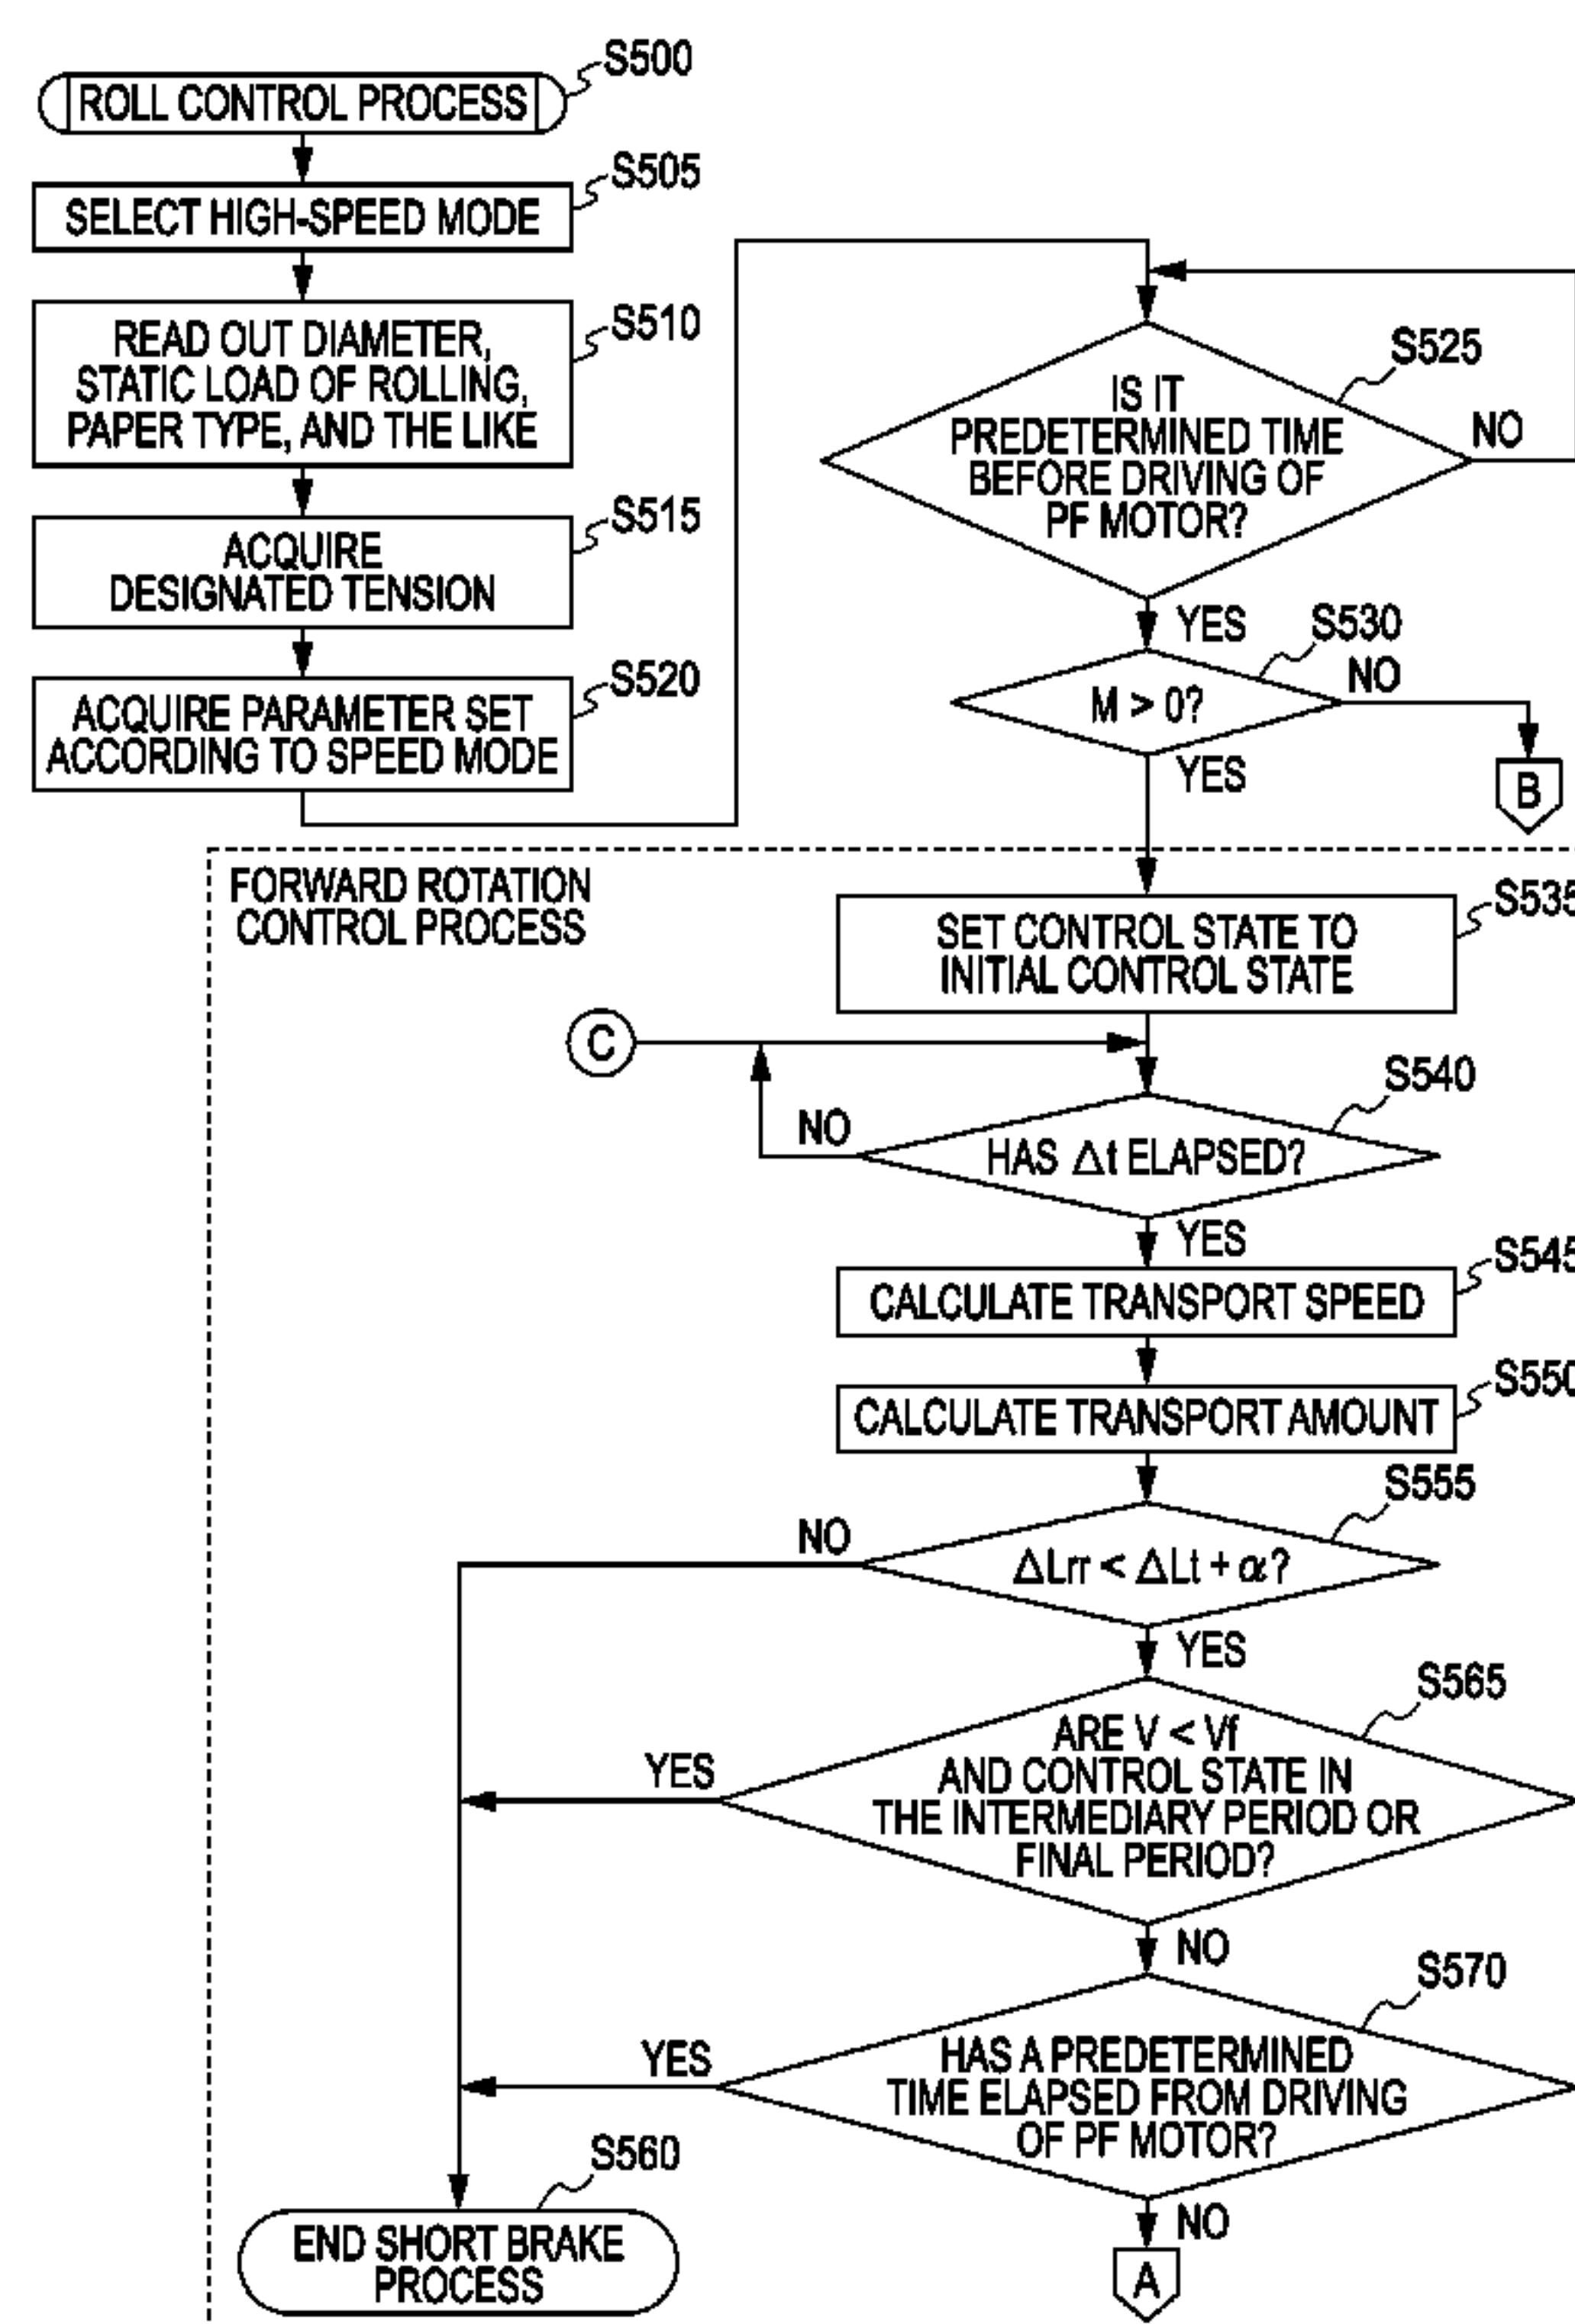 S500
ROLL CONTROL PROCESS
S505
SELECT HIGH-SPEED MODE
S510
READ OUT DIAMETER,
STATIC LOAD OF ROLLING,
PAPER TYPE, AND THE LIKE
S515
ACQUIRE
DESIGNATED TENSION
S520
ACQUIRE PARAMETER SET
ACCORDING TO SPEED MODE
S525
IS IT
PREDETERMINED TIME
BEFORE DRIVING OF
PF MOTOR?
NO
YES
S530
M > 0?
NO
YES
B
FORWARD ROTATION
CONTROL PROCESS
S535
SET CONTROL STATE TO
INITIAL CONTROL STATE
C
S540
HAS Δt ELAPSED?
NO
YES
S545
CALCULATE TRANSPORT SPEED
S550
CALCULATE TRANSPORT AMOUNT
S555
ΔLrr < ΔLt + α?
NO
YES
S565
ARE V < Vf
AND CONTROL STATE IN
THE INTERMEDIARY PERIOD OR
FINAL PERIOD?
YES
NO
S570
HAS A PREDETERMINED
TIME ELAPSED FROM DRIVING
OF PF MOTOR?
YES
NO
S560
END SHORT BRAKE
PROCESS
A